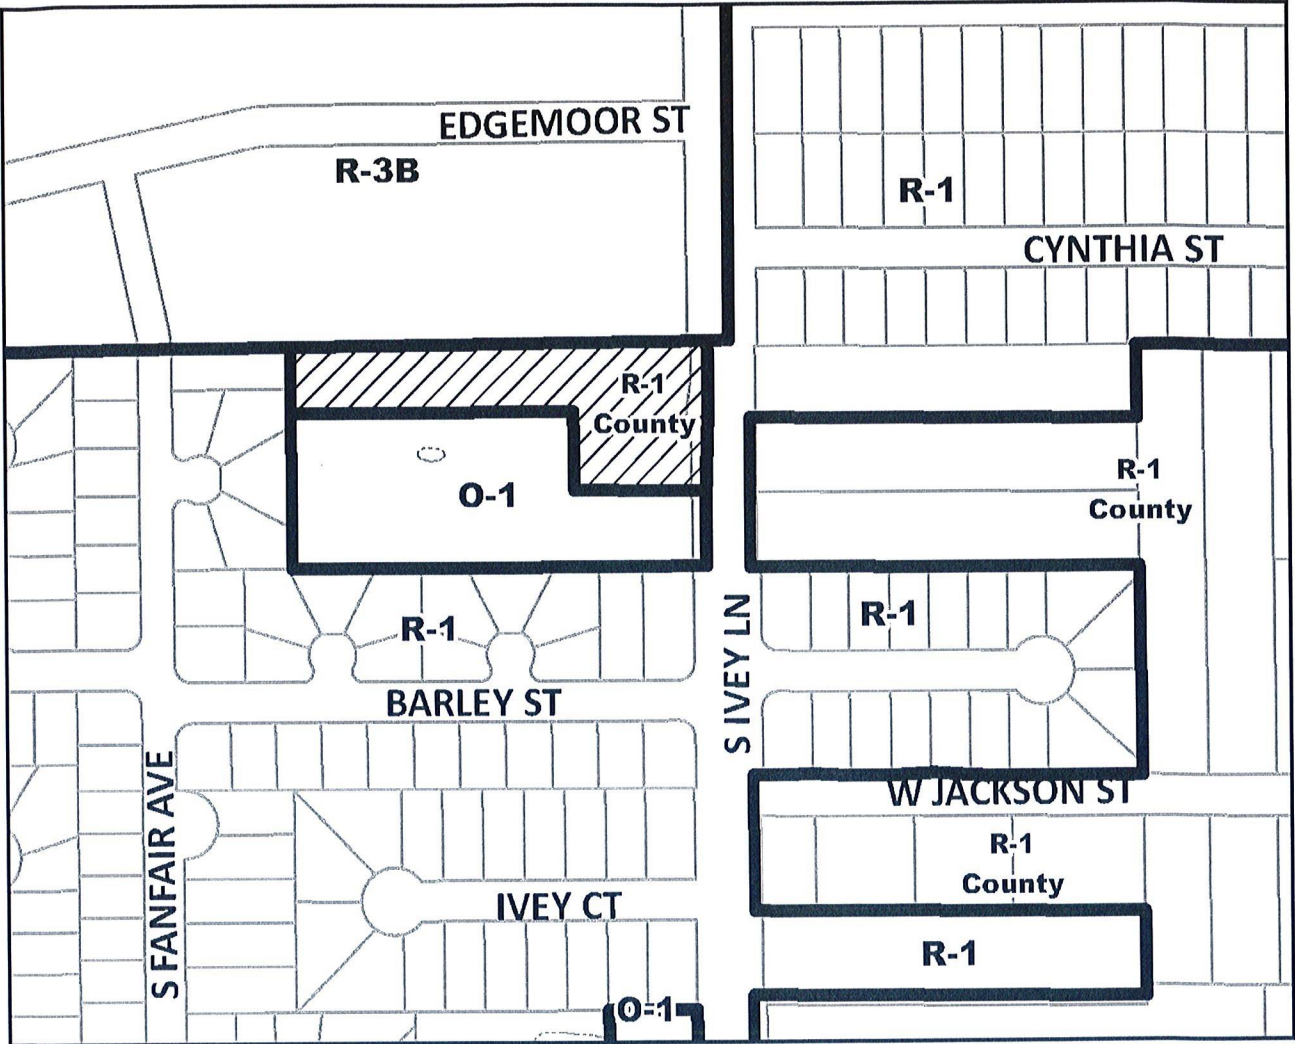 EDGEMOOR ST
R-3B
R-1
CYNTHIA ST
R-1
County
O-1
R-1
County
R-1
R-1
S IVEY LN
BARLEY ST
S FANFAIR AVE
W JACKSON ST
R-1
County
IVEY CT
R-1
O-1